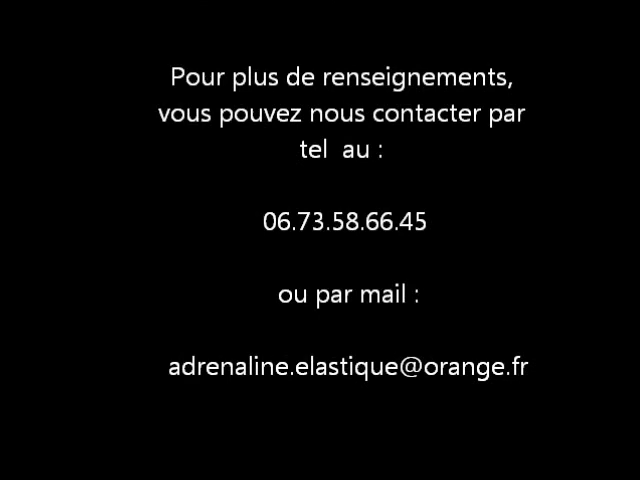 Pour plus de renseignements,
vous pouvez nous contacter par
tel au :
06.73.58.66.45
ou par mail :
adrenaline.elastique@orange.fr